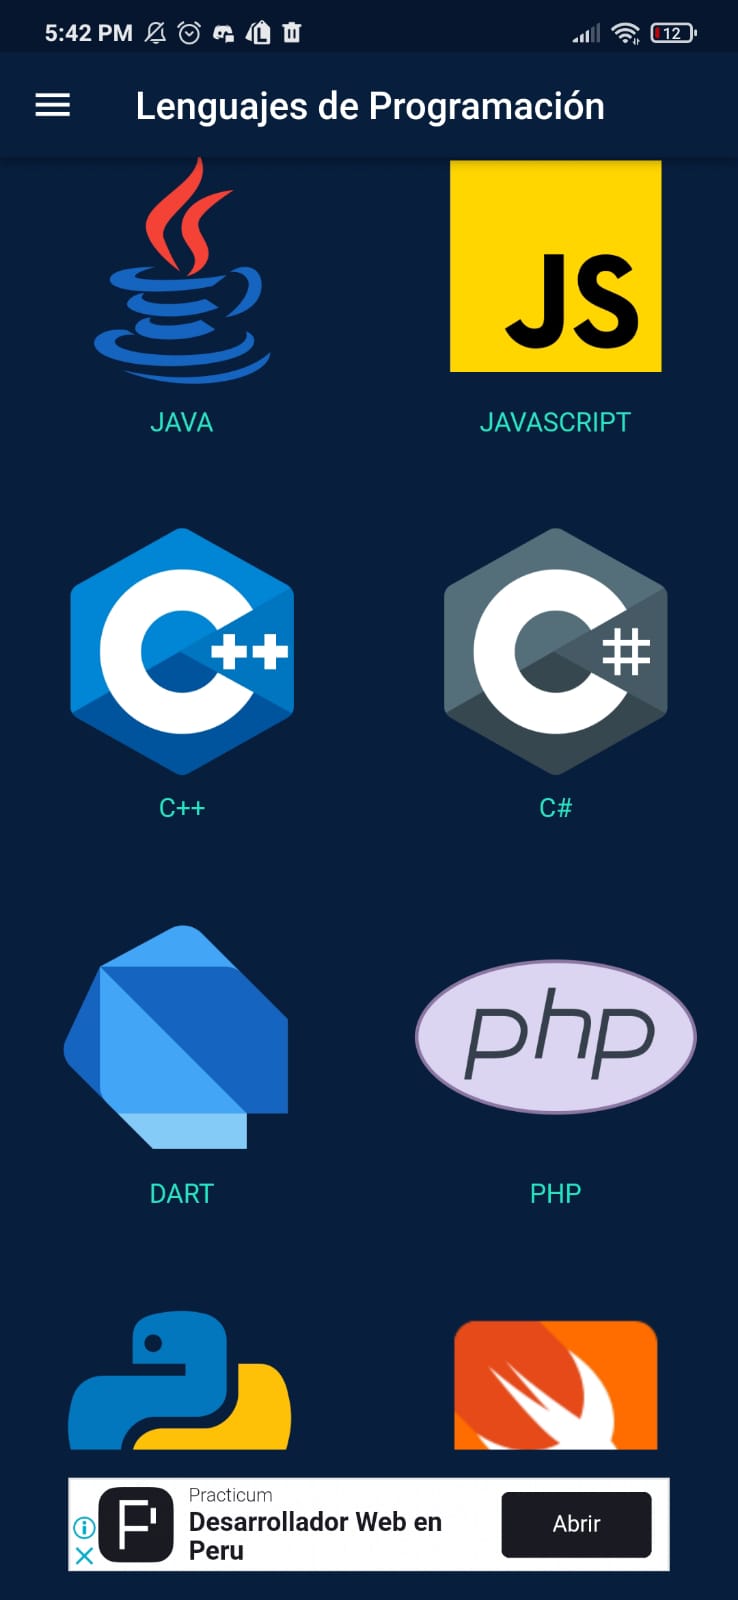 5:42 PM
12
Lenguajes de Programación
JS
JAVA
JAVASCRIPT
C++
C#
C++
C#
php
DART
PHP
Practicum
Desarrollador Web en
Peru
Abrir